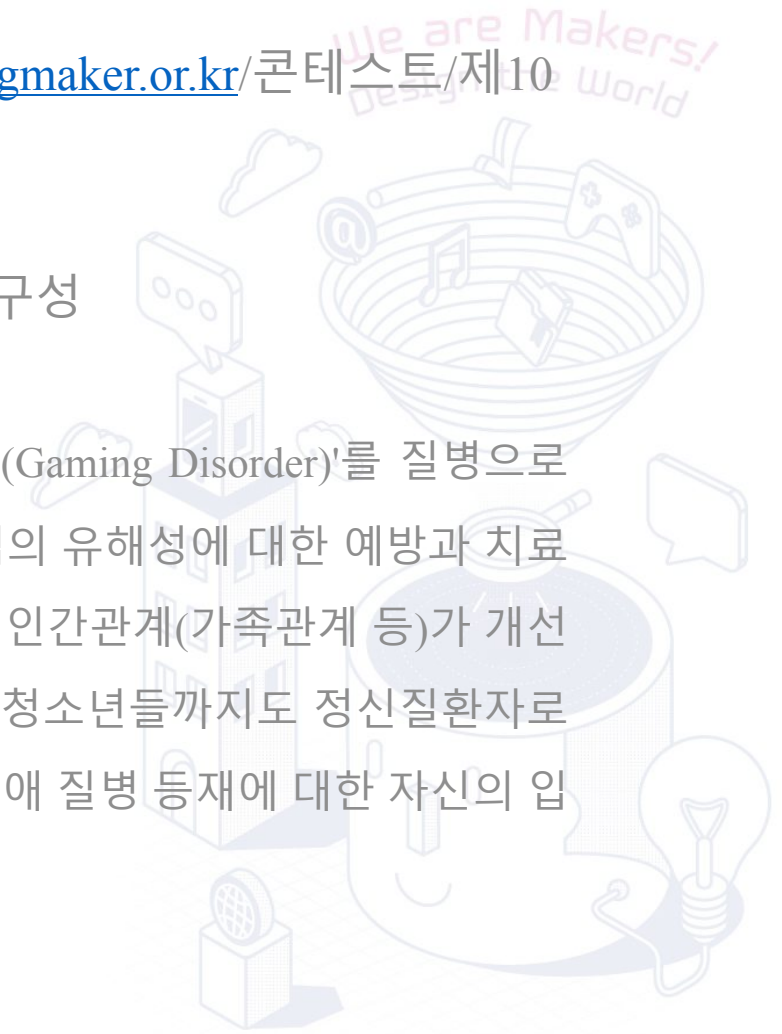 We are Makers!
Design the World
gmaker.or.kr/콘테스트/제10
구성
(Gaming Disorder)'를 질병으로
의 유해성에 대한 예방과 치료
인간관계(가족관계 등)가 개선
청소년들까지도 정신질환자로
애 질병 등재에 대한 자신의 입